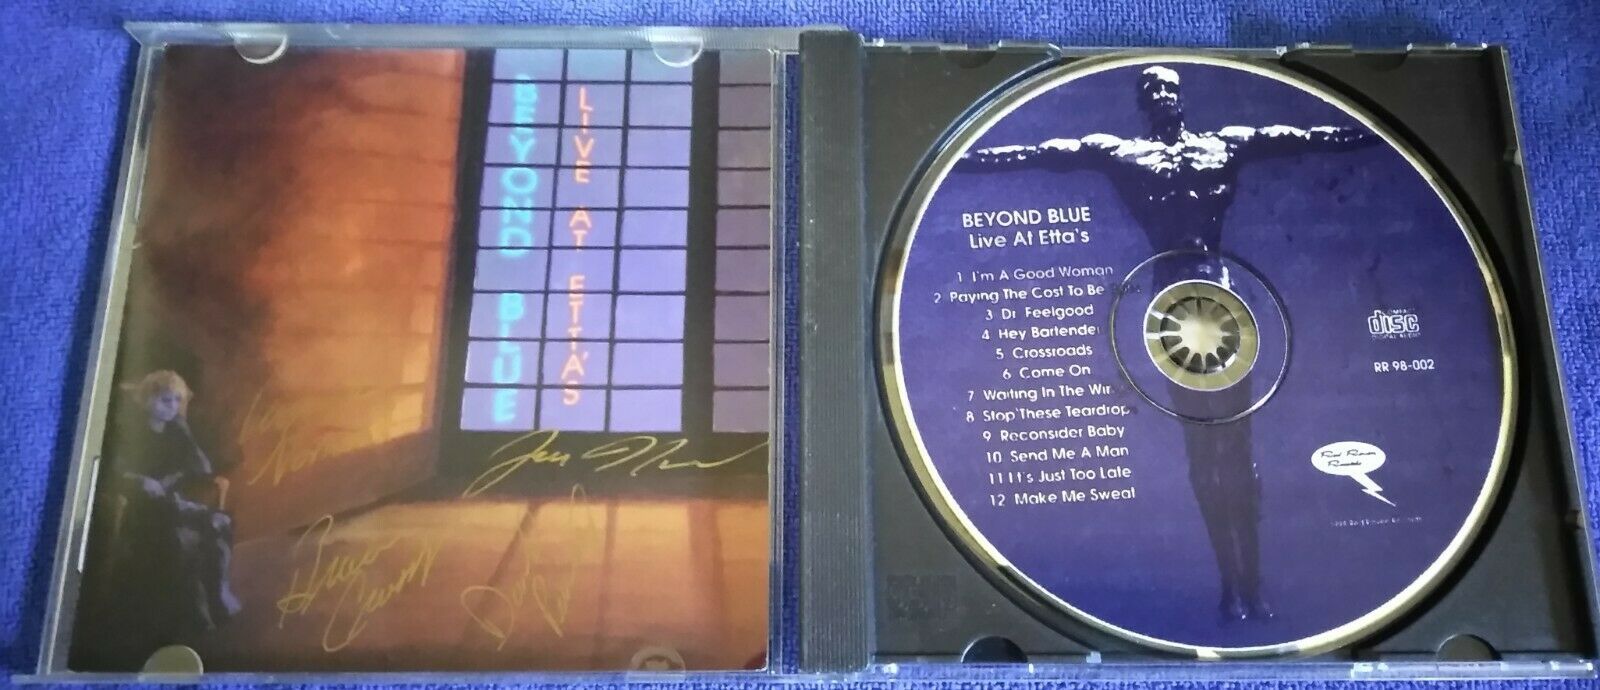 BEYOND BLUE
LIVE AT ETTA'S
BEYOND BLUE
Live At Etta's
1 I'm A Good Woman
2 Paying The Cost To Be
3 Dr. Feelgood
4 Hey Bartender
5 Crossroads
6 Come On
7 Waiting In The
8 Stop These Teardrops
9 Reconsider Baby
10 Send Me A Man
11 It's Just Too Late
12 Make Me Sweat
COMPACT
disc
DIGITAL AUDIO
RR 98-002